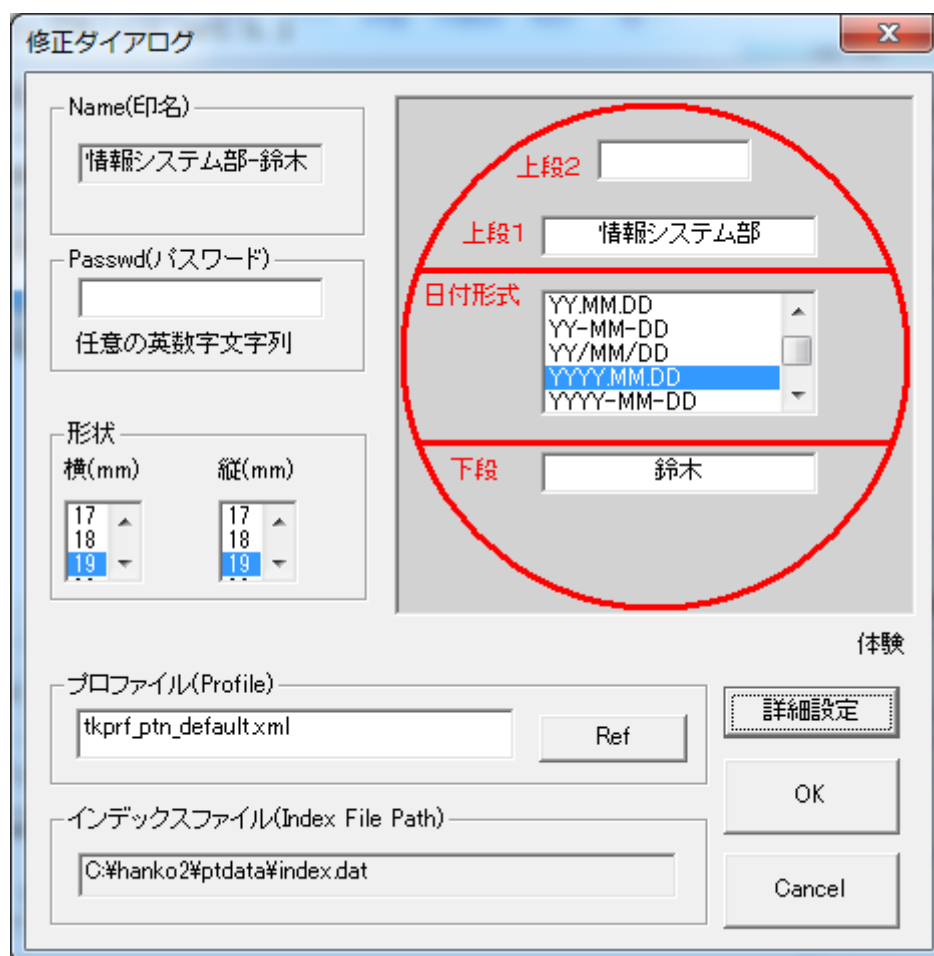 修正ダイアログ
Name(印名)
情報システム部-鈴木
Passwd(パスワード)
任意の英数字文字列
形状
横(mm)
縦(mm)
17
18
19
17
18
19
上段2
上段1
情報システム部
日付形式
YY.MM.DD
YY-MM-DD
YY/MM/DD
YYYY.MM.DD
YYYY-MM-DD
下段
鈴木
体験
プロファイル(Profile)
tkprf_ptn_default.xml
Ref
詳細設定
OK
インデックスファイル(Index File Path)
C:¥hanko2¥ptdata¥index.dat
Cancel